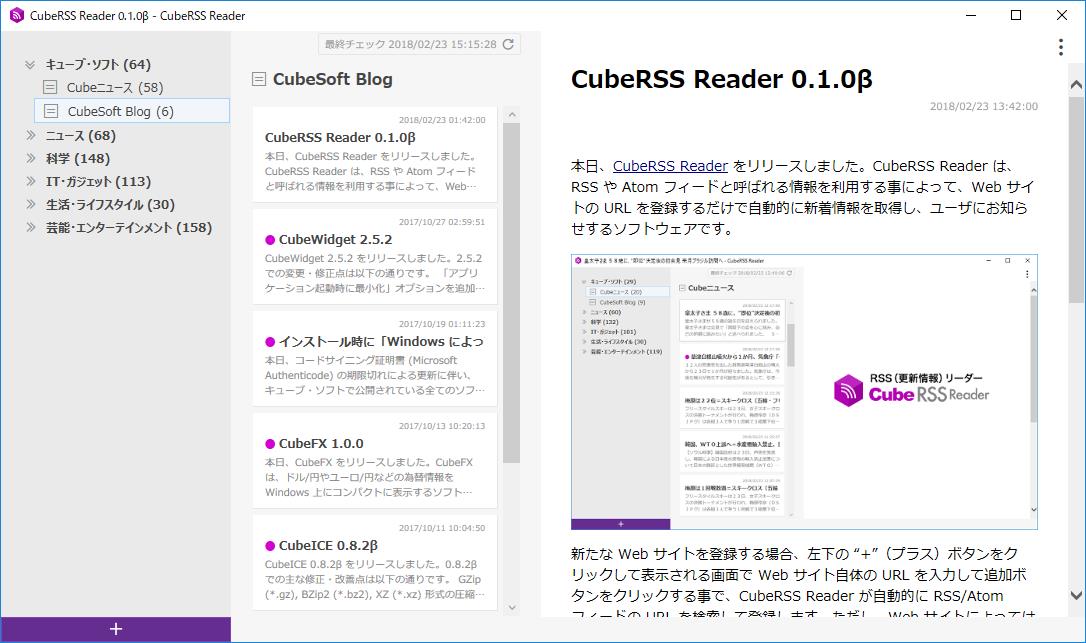 CubeRSS Reader 0.1.0β - CubeRSS Reader
キューブ・ソフト (64)
Cubeニュース (58)
CubeSoft Blog (6)
ニュース (68)
科学 (148)
IT・ガジェット (113)
生活・ライフスタイル (30)
芸能・エンターテインメント (158)
+
最終チェック 2018/02/23 15:15:28
CubeSoft Blog
2018/02/23 01:42:00
CubeRSS Reader 0.1.0β
本日、CubeRSS Reader をリリースしました。
CubeRSS Reader は、RSS や Atom フィード
と呼ばれる情報を利用する事によって、Web…
2017/10/27 02:59:51
CubeWidget 2.5.2
CubeWidget 2.5.2 をリリースしました。2.5.2
での変更・修正点は以下の通りです。 「アプリ
ケーション起動時に最小化」オプションを追加…
2017/10/19 01:11:23
インストール時に「Windows によっ
本日、コードサイニング証明書 (Microsoft
Authenticode) の期限切れによる更新に伴い、
キューブ・ソフトで公開されている全てのソフ…
2017/10/13 10:20:13
CubeFX 1.0.0
本日、CubeFX をリリースしました。CubeFX
は、ドル/円やユーロ/円などの為替情報を
Windows 上にコンパクトに表示するソフト…
2017/10/11 10:04:50
CubeICE 0.8.2β
CubeICE 0.8.2β をリリースしました。0.8.2β
での主な修正・改善点は以下の通りです。 GZip
(*.gz), BZip2 (*.bz2), XZ (*.xz) 形式の圧縮…
CubeRSS Reader 0.1.0β
2018/02/23 13:42:00
本日、CubeRSS Reader をリリースしました。CubeRSS Reader は、
RSS や Atom フィードと呼ばれる情報を利用する事によって、Web サイ
トの URL を登録するだけで自動的に新着情報を取得し、ユーザにお知ら
せするソフトウェアです。
キューブ・ソフト (29)
Cubeニュース (20)
CubeSoft Blog (9)
ニュース (60)
科学 (132)
IT・ガジェット (101)
生活・ライフスタイル (30)
芸能・エンターテインメント (119)
+
Cubeニュース
RSS（更新情報）リーダー
Cube RSS Reader
新たな Web サイトを登録する場合、左下の “+”（プラス）ボタンをク
リックして表示される画面で Web サイト自体の URL を入力して追加ボ
タンをクリックする事で、CubeRSS Reader が自動的に RSS/Atom
フィードの URL を検索して登録します。ただし、Web サイトによっては